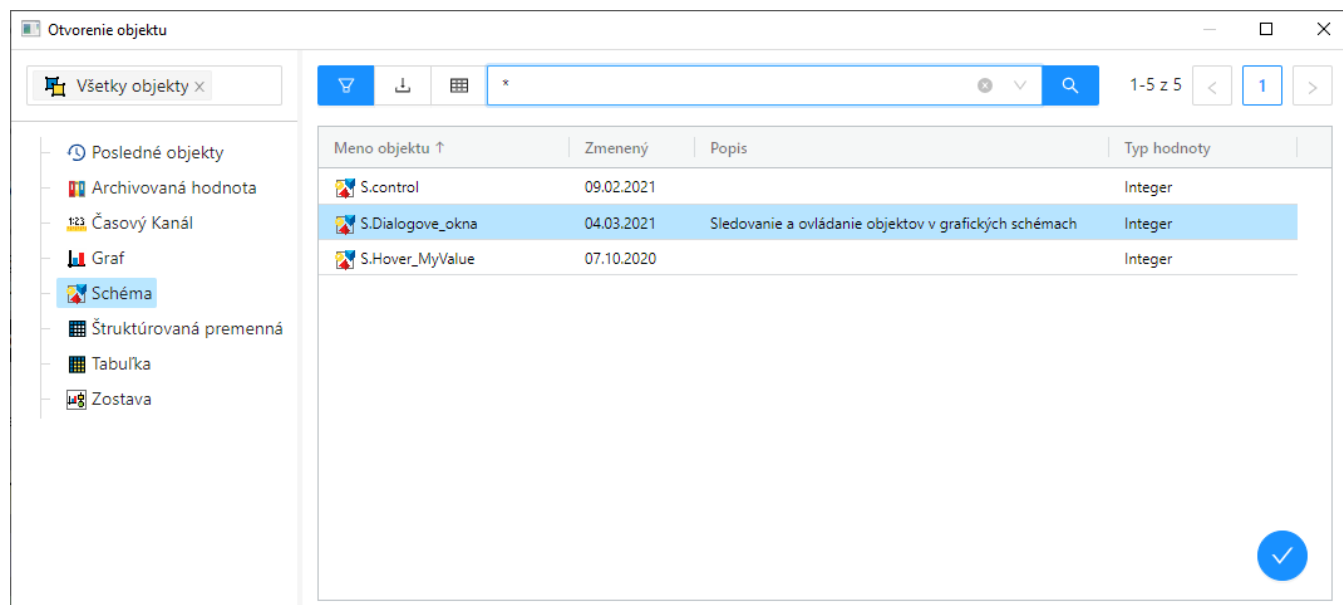 Otvorenie objektu
Všetky objekty
* 1-5 z 5 1
Posledné objekty
Archivovaná hodnota
1:23 Časový Kanál
Graf
Schéma
Štruktúrovaná premenná
Tabuľka
Zostava
Meno objektu ↑ Zmenený Popis Typ hodnoty
S.control 09.02.2021 Integer
S.Dialogove_okna 04.03.2021 Sledovanie a ovládanie objektov v grafických schémach Integer
S.Hover_MyValue 07.10.2020 Integer